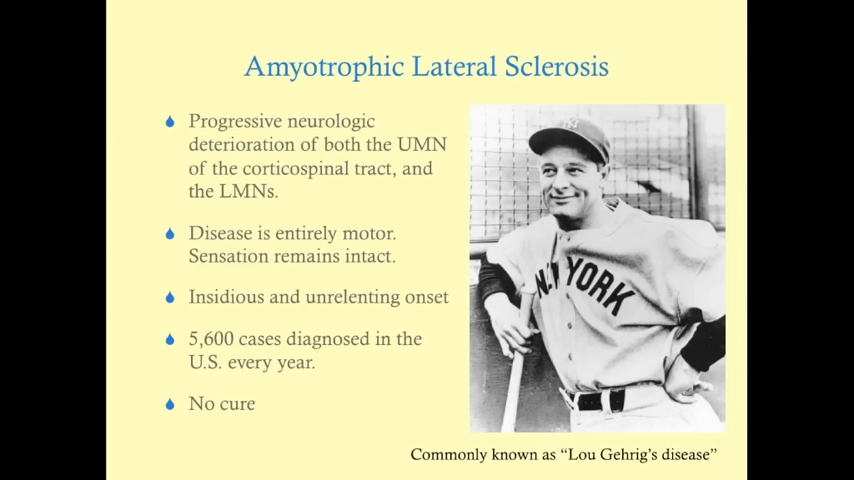 Amyotrophic Lateral Sclerosis
Progressive neurologic
deterioration of both the UMN
of the corticospinal tract, and
the LMNs.
Disease is entirely motor.
Sensation remains intact.
Insidious and unrelenting onset
5,600 cases diagnosed in the
U.S. every year.
No cure
NY
N. YORK
Commonly known as “Lou Gehrig’s disease”